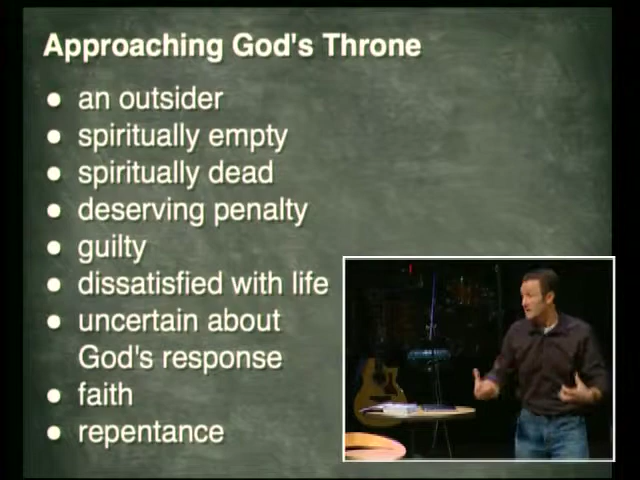 Approaching God's Throne
• an outsider
• spiritually empty
• spiritually dead
• deserving penalty
• guilty
• dissatisfied with life
• uncertain about
God's response
• faith
• repentance